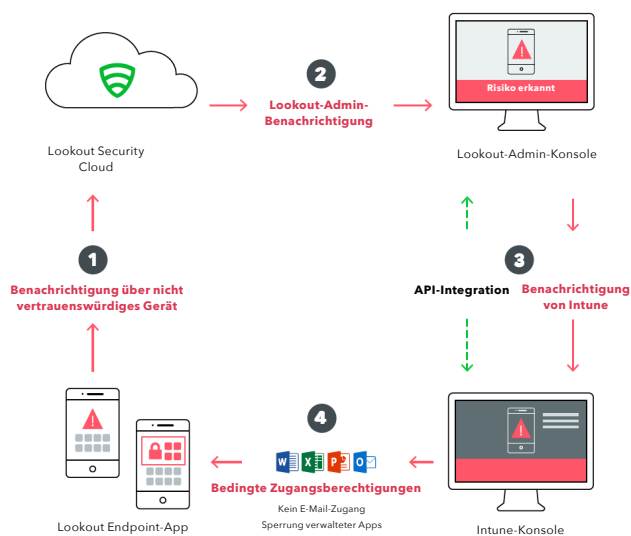 2
Risiko erkannt
Lookout-Admin-
Benachrichtigung
Lookout Security
Cloud
Lookout-Admin-Konsole
1
Benachrichtigung über nicht
vertrauenswürdiges Gerät
3
API-Integration
Benachrichtigung
von Intune
4
W X P O
Bedingte Zugangsberechtigungen
Kein E-Mail-Zugang
Sperrung verwalteter Apps
Lookout Endpoint-App
Intune-Konsole